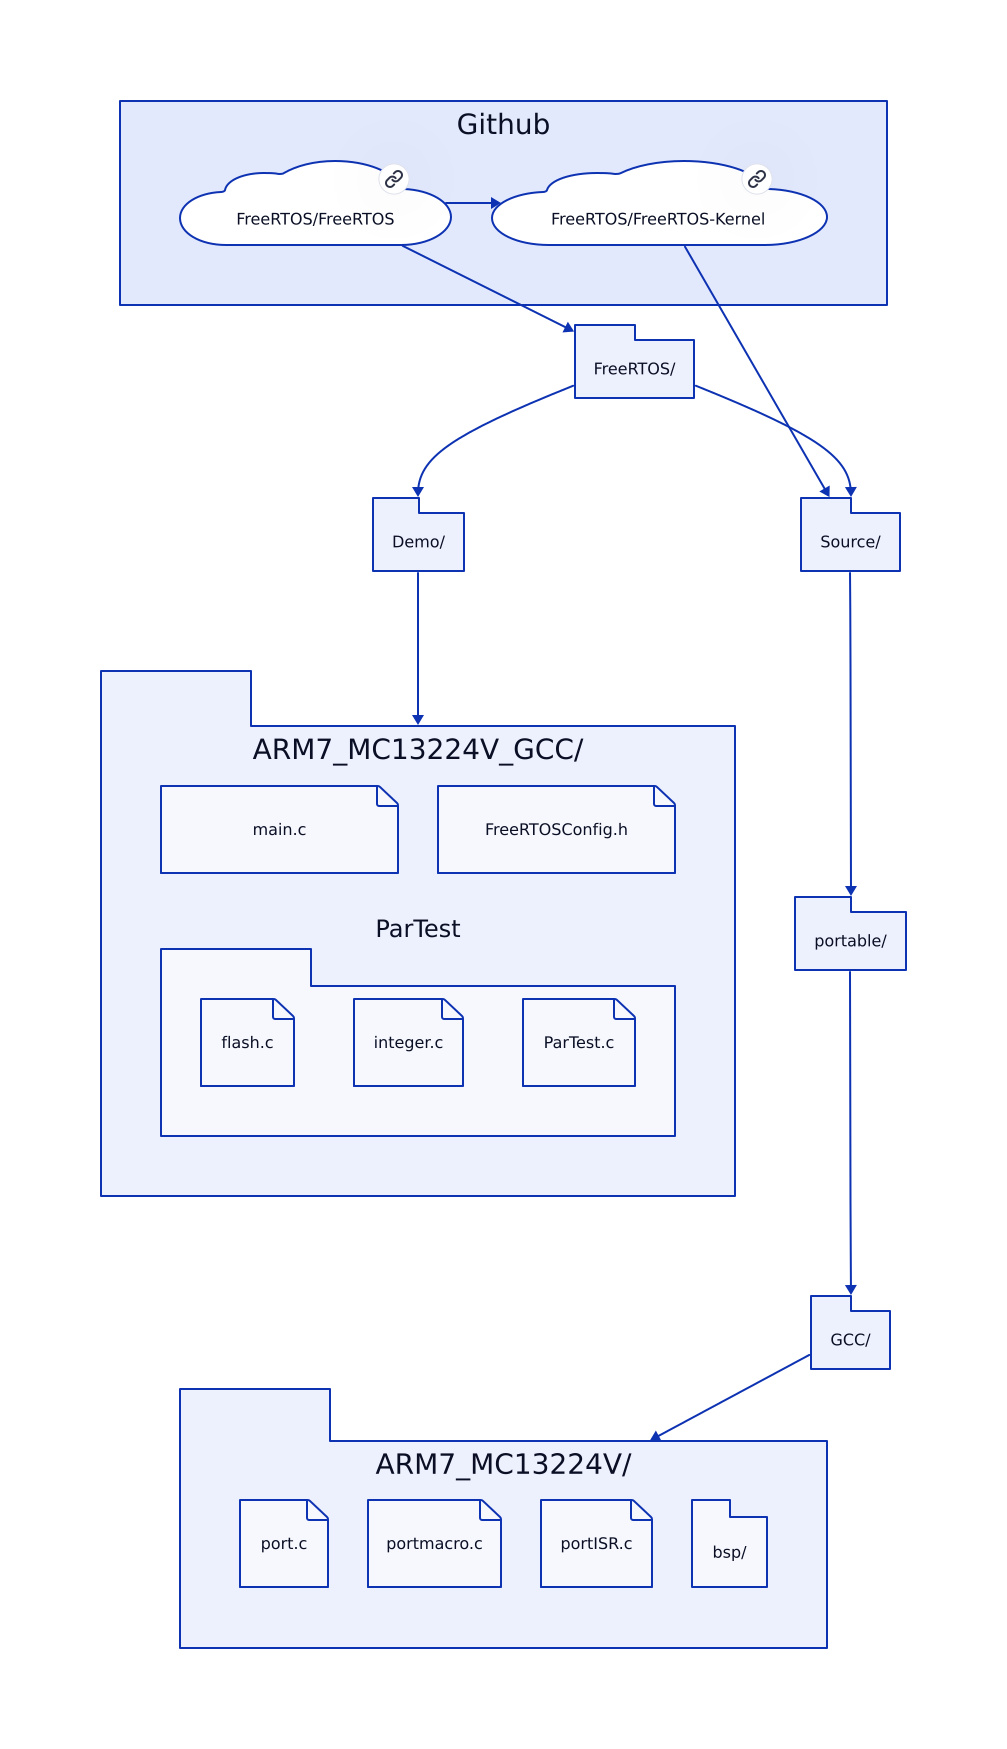 Github
FreeRTOS/FreeRTOS
FreeRTOS/FreeRTOS-Kernel
FreeRTOS/
Demo/
Source/
ARM7_MC13224V_GCC/
main.c
FreeRTOSConfig.h
ParTest
portable/
flash.c
integer.c
ParTest.c
GCC/
ARM7_MC13224V/
port.c
portmacro.c
portISR.c
bsp/